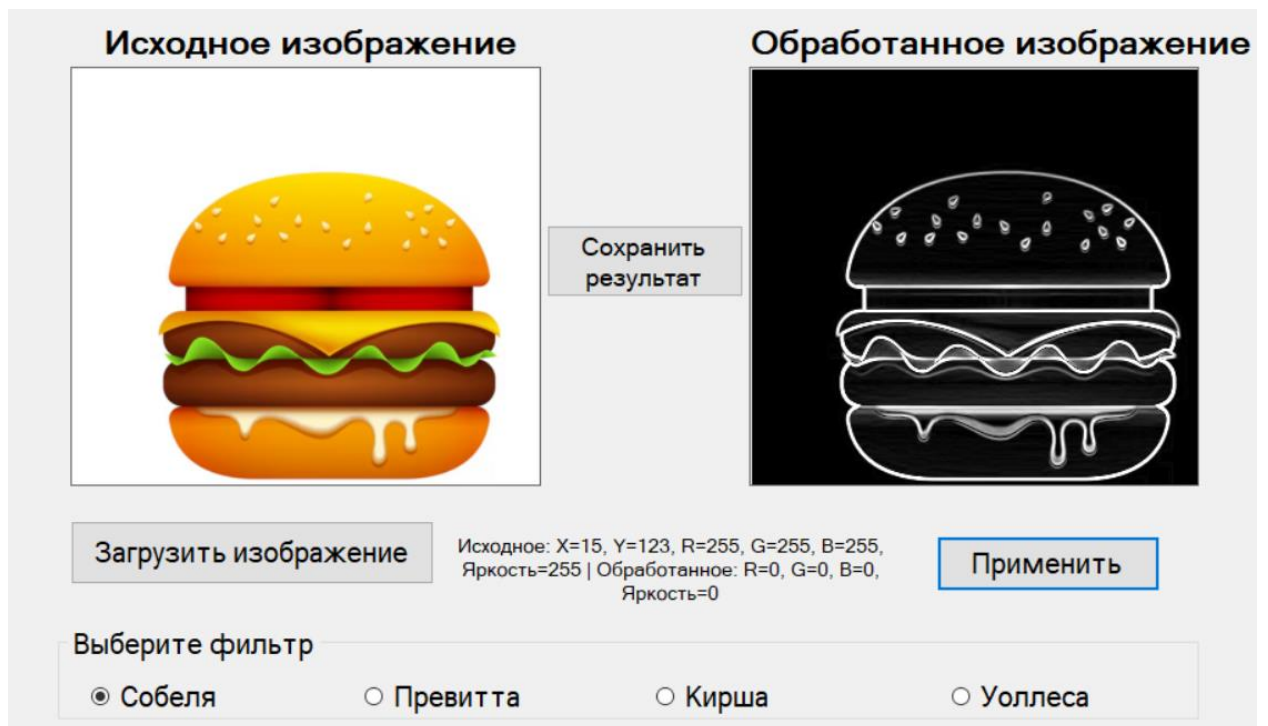 Исходное изображение
Обработанное изображение
Сохранить
результат
Загрузить изображение
Исходное: X=15, Y=123, R=255, G=255, B=255,
Яркость=255 | Обработанное: R=0, G=0, B=0,
Яркость=0
Применить
Выберите фильтр
Собеля
Превитта
Кирша
Уоллеса